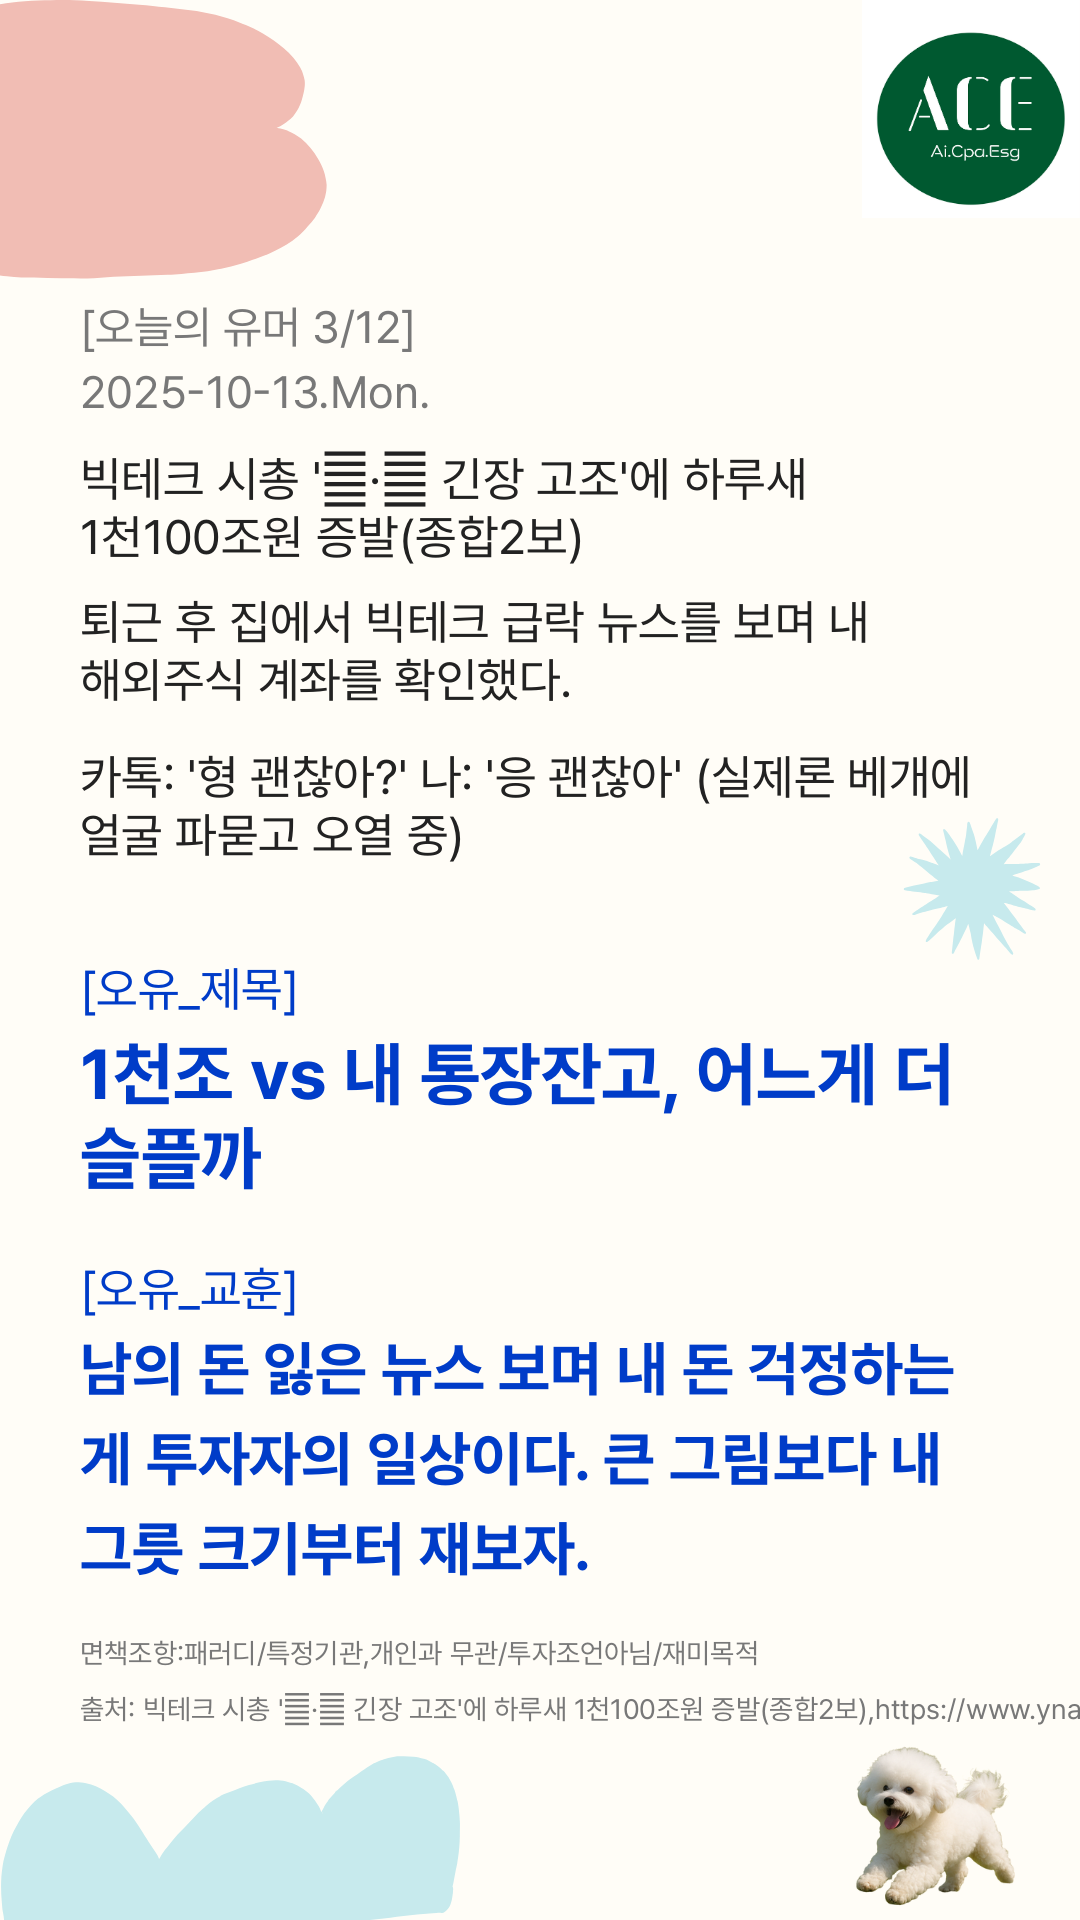 ACE
Ai.Cpa.Esg
[오늘의 유머 3/12]
2025-10-13.Mon.
빅테크 시총 '䷀·䷀ 긴장 고조'에 하루새
1천100조원 증발(종합2보)
퇴근 후 집에서 빅테크 급락 뉴스를 보며 내
해외주식 계좌를 확인했다.
카톡: '형 괜찮아?' 나: '응 괜찮아' (실제론 베개에
얼굴 파묻고 오열 중)
[오유_제목]
1천조 vs 내 통장잔고, 어느게 더
슬플까
[오유_교훈]
남의 돈 잃은 뉴스 보며 내 돈 걱정하는
게 투자자의 일상이다. 큰 그림보다 내
그릇 크기부터 재보자.
면책조항:패러디/특정기관,개인과 무관/투자조언아님/재미목적
출처: 빅테크 시총 '䷀·䷀ 긴장 고조'에 하루새 1천100조원 증발(종합2보),https://www.yna